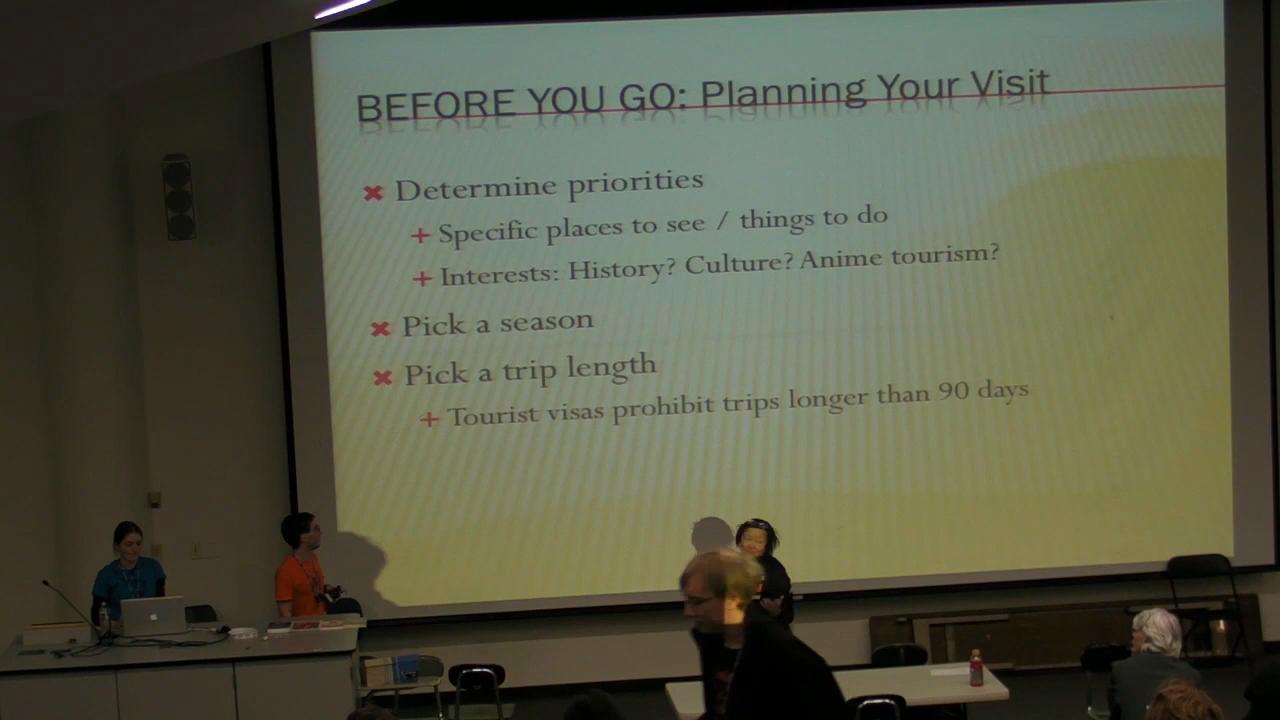 BEFORE YOU GO: Planning Your Visit
Determine priorities
Specific places to see / things to do
Interests: History? Culture? Anime tourism?
Pick a season
Pick a trip length
Tourist visas prohibit trips longer than 90 days